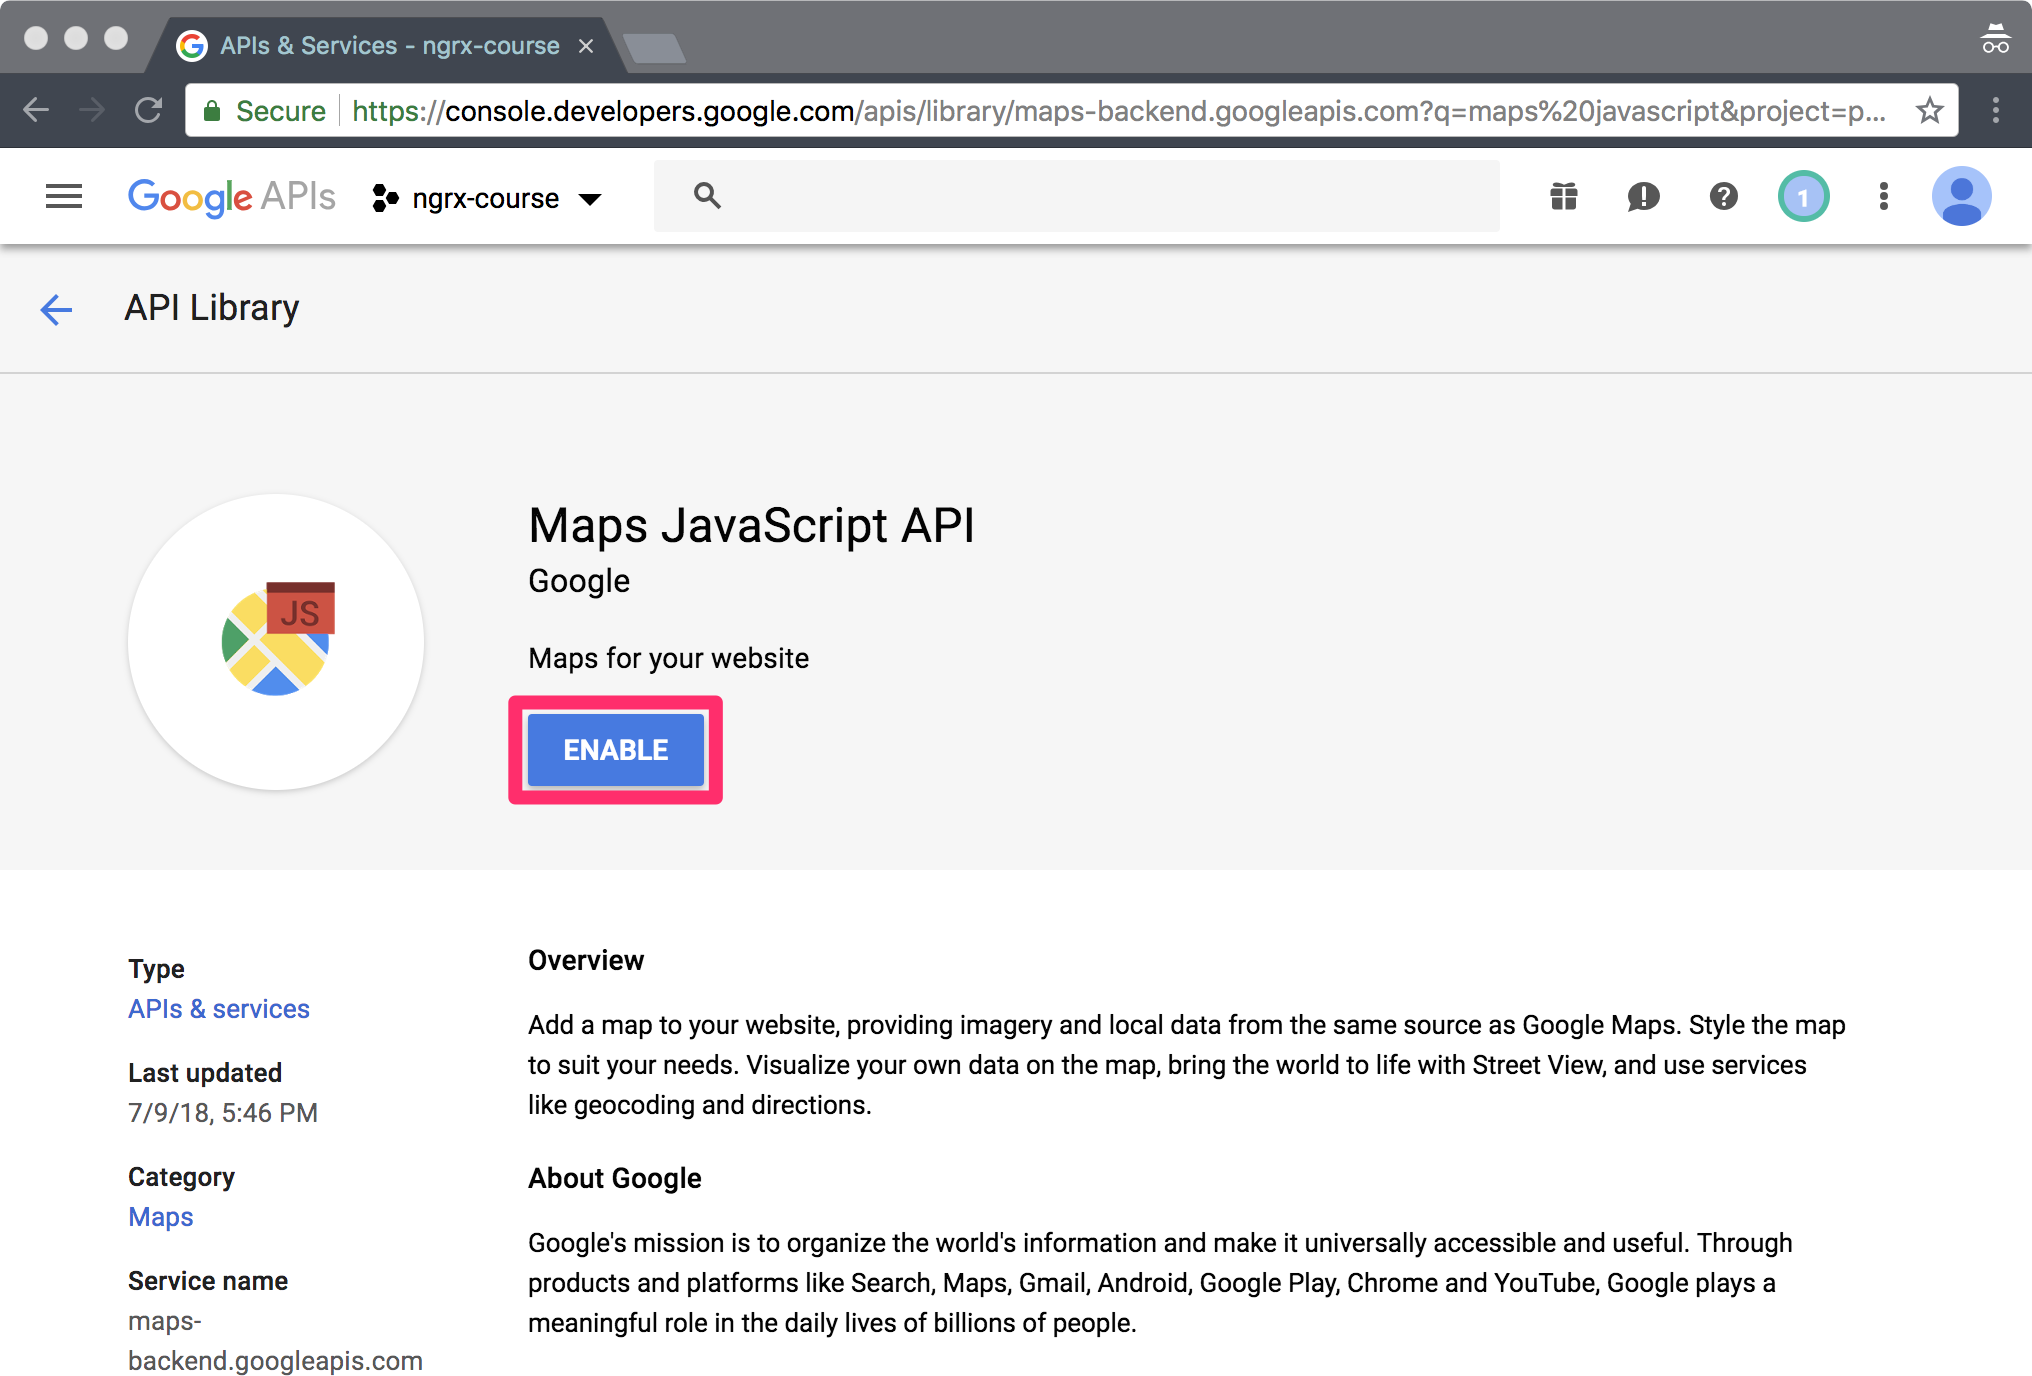 APIs & Services - ngrx-course
Secure
https://console.developers.google.com/apis/library/maps-backend.googleapis.com?q=maps%20javascript&project=p...
Google APIs
ngrx-course
1
API Library
JS
Maps JavaScript API
Google
Maps for your website
ENABLE
Type
APIs & services
Last updated
7/9/18, 5:46 PM
Category
Maps
Service name
maps-
backend.googleapis.com
Overview
Add a map to your website, providing imagery and local data from the same source as Google Maps. Style the map
to suit your needs. Visualize your own data on the map, bring the world to life with Street View, and use services
like geocoding and directions.
About Google
Google's mission is to organize the world's information and make it universally accessible and useful. Through
products and platforms like Search, Maps, Gmail, Android, Google Play, Chrome and YouTube, Google plays a
meaningful role in the daily lives of billions of people.